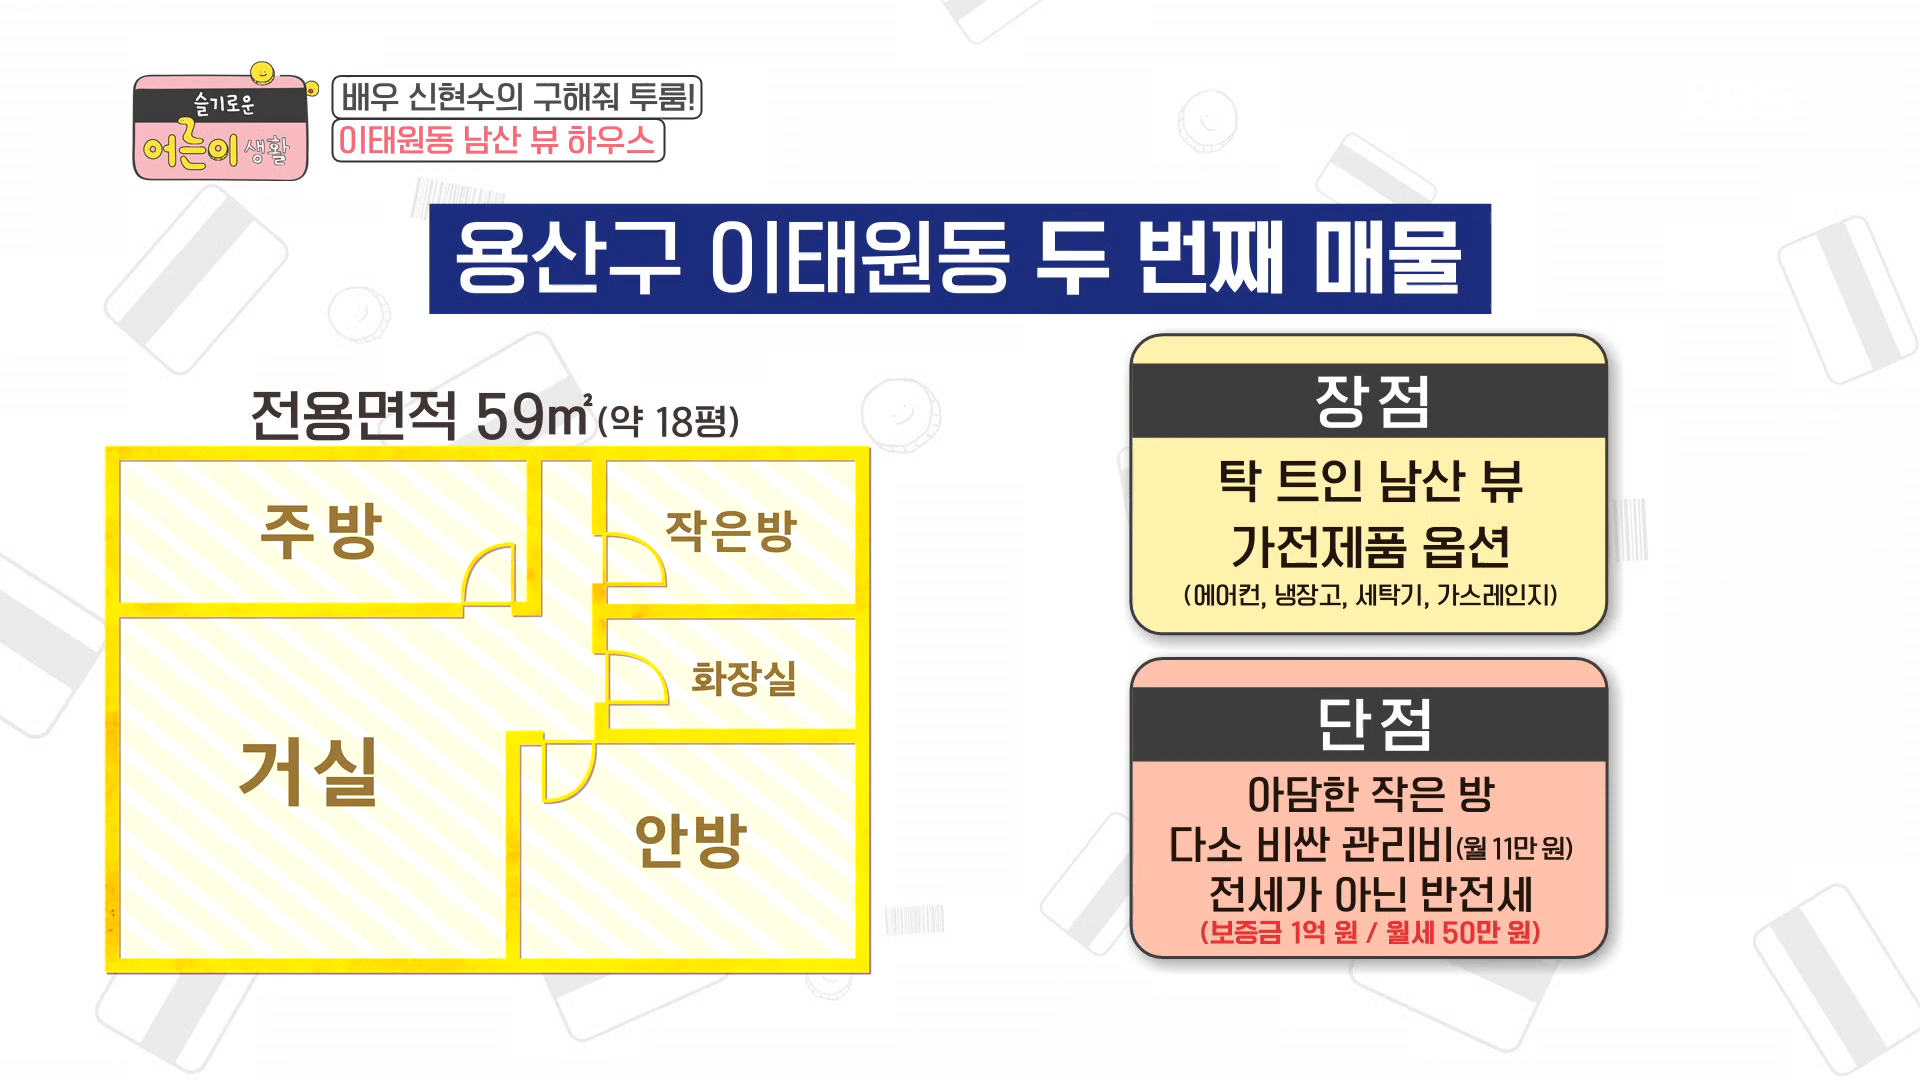 슬기로운
어른이 생활
배우 신현수의 구해줘 투룸!
이태원동 남산 뷰 하우스
용산구 이태원동 두 번째 매물
전용면적 59㎡(약 18평)
주방
작은방
화장실
거실
안방
장점
탁 트인 남산 뷰
가전제품 옵션
(에어컨, 냉장고, 세탁기, 가스레인지)
단점
아담한 작은 방
다소 비싼 관리비(월 11만 원)
전세가 아닌 반전세
(보증금 1억 원 / 월세 50만 원)